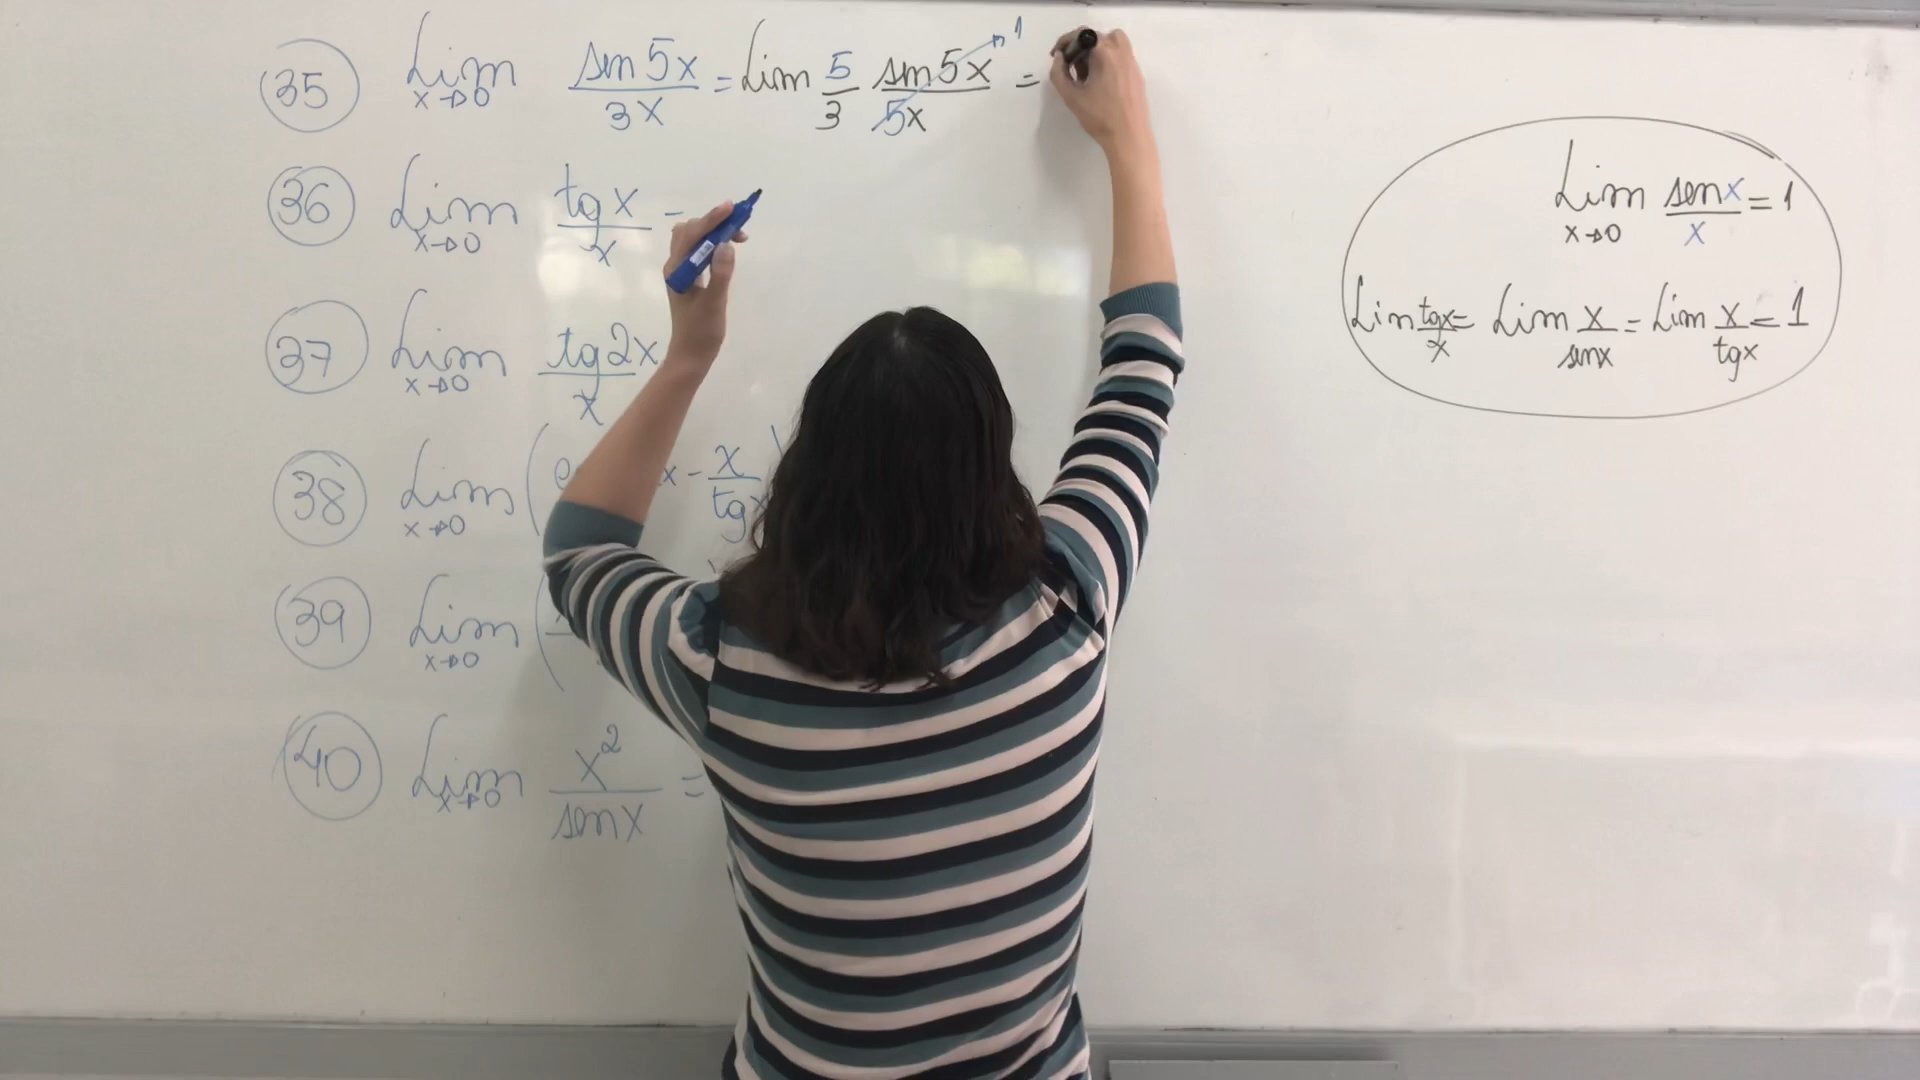 35 Lim x→0 sen 5x / 3x = Lim 5/3 sen 5x / 5x → 1 =
36 Lim x→0 tg x / x =
37 Lim x→0 tg 2x / x
38 Lim x→0 ( x - x / tg x )
39 Lim x→0 (
40 Lim x→0 x² / sen x =
Lim x→0 sen x / x = 1
Lim tg x / x = Lim x / sen x = Lim x / tg x = 1